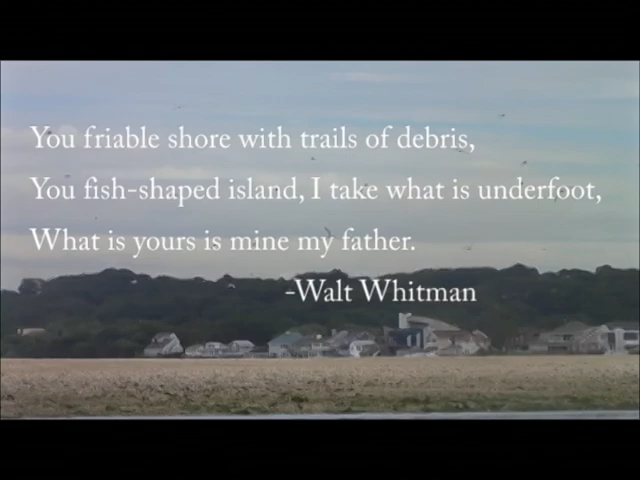 You friable shore with trails of debris,
You fish-shaped island, I take what is underfoot,
What is yours is mine my father.
-Walt Whitman